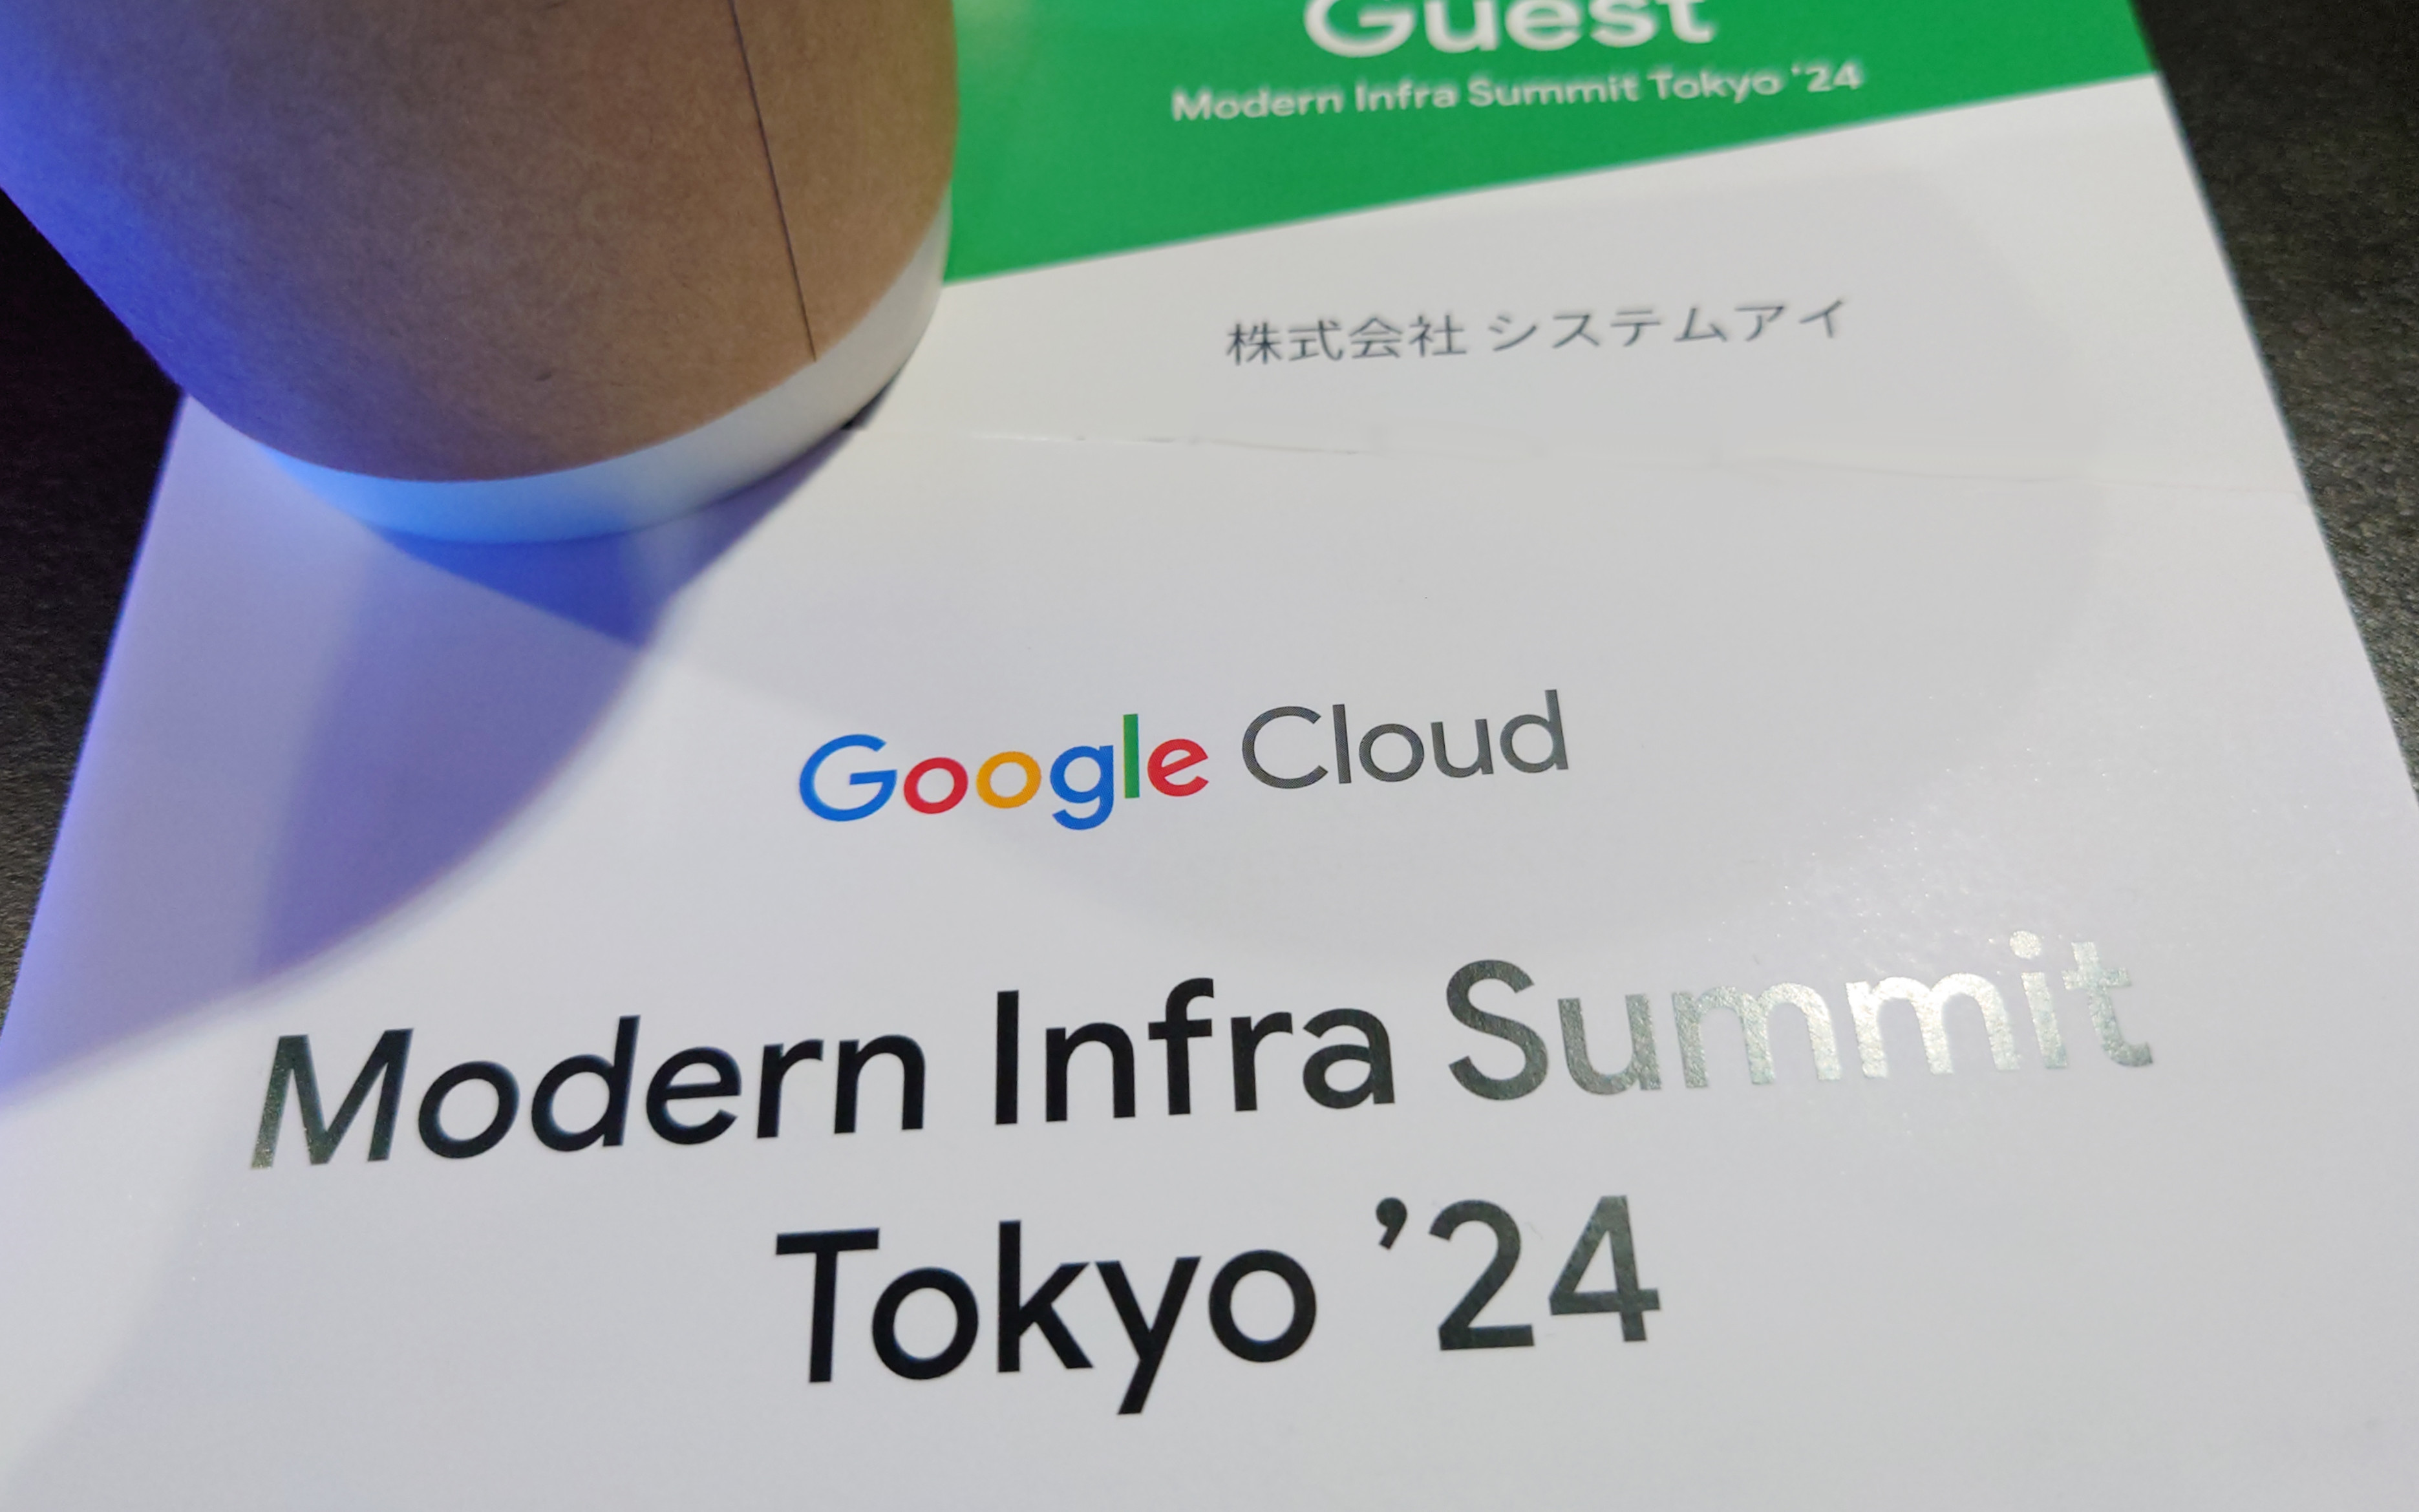 Guest
Modern Infra Summit Tokyo ‘24
株式会社 システムアイ
Google Cloud
Modern Infra Summit
Tokyo ’24